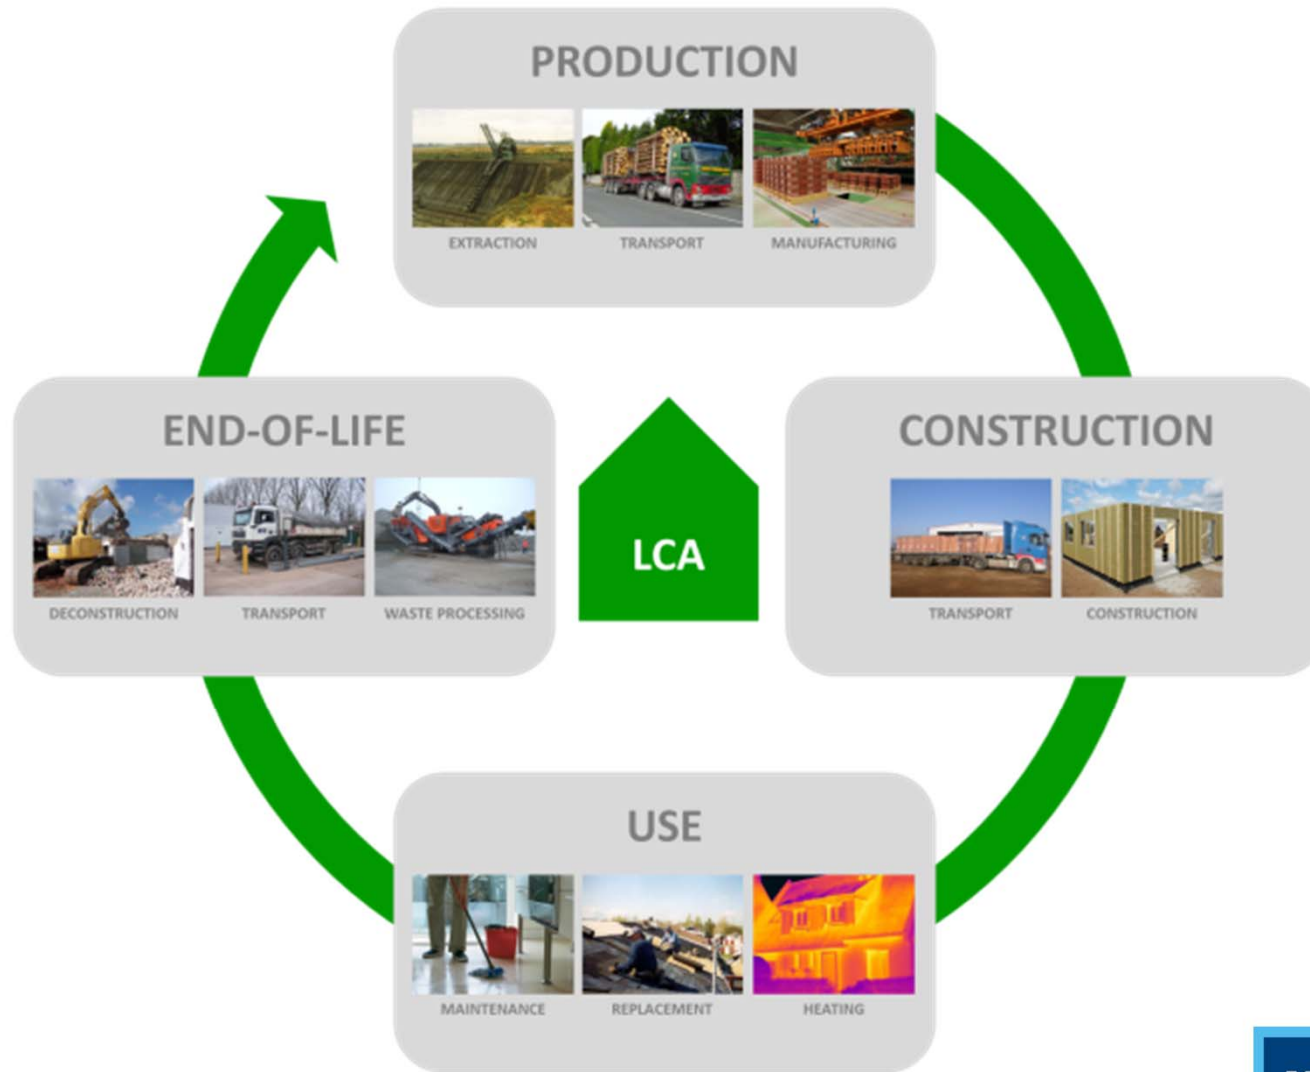 PRODUCTION
EXTRACTION
TRANSPORT
MANUFACTURING
END-OF-LIFE
DECONSTRUCTION
TRANSPORT
WASTE PROCESSING
LCA
CONSTRUCTION
TRANSPORT
CONSTRUCTION
USE
MAINTENANCE
REPLACEMENT
HEATING